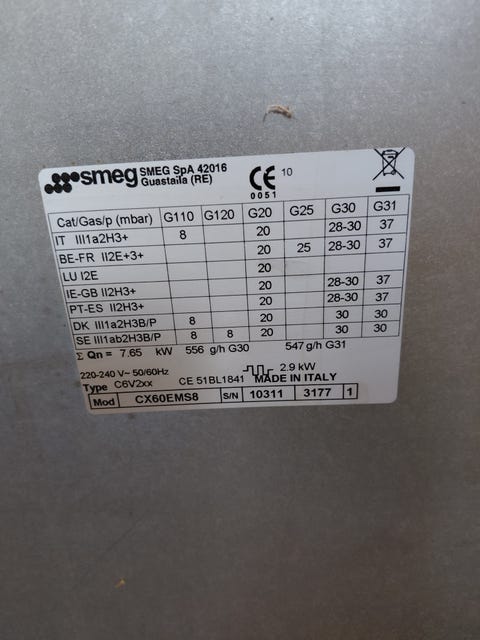 smeg SMEG SpA 42016
Guastalla (RE)
CE 10
0051
Cat/Gas/p (mbar) G110 G120 G20 G25 G30 G31
IT III1a2H3+ 8 20 28-30 37
BE-FR II2E+3+ 20 25 28-30 37
LU I2E 20
IE-GB II2H3+ 20 28-30 37
PT-ES II2H3+ 20 28-30 37
DK III1a2H3B/P 8 20 30 30
SE III1ab2H3B/P 8 8 20 30 30
Σ Qn = 7.65 kW 556 g/h G30 547 g/h G31
220-240 V~ 50/60Hz 2.9 kW
Type C6V2xx CE 51BL1841 MADE IN ITALY
Mod CX60EMS8 S/N 10311 3177 1